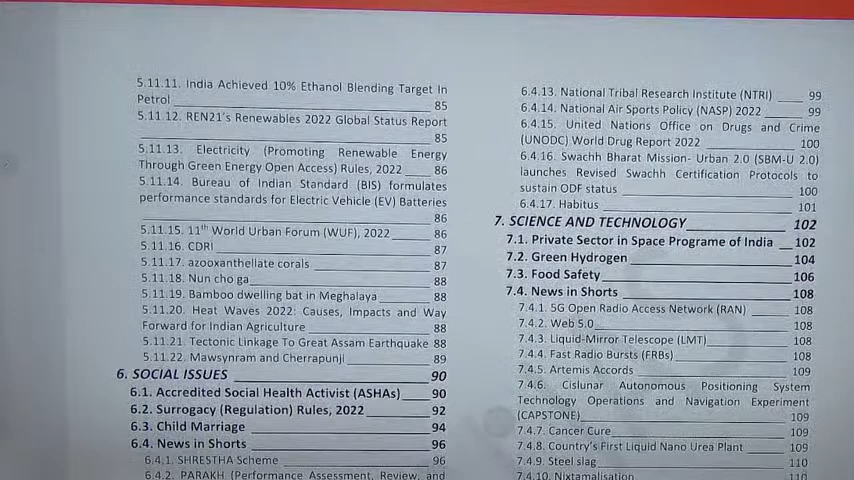 5.11.11. India Achieved 10% Ethanol Blending Target In
Petrol 85
5.11.12. REN21's Renewables 2022 Global Status Report
85
5.11.13. Electricity (Promoting Renewable Energy
Through Green Energy Open Access) Rules, 2022 86
5.11.14. Bureau of Indian Standard (BIS) formulates
performance standards for Electric Vehicle (EV) Batteries
86
5.11.15. 11th World Urban Forum (WUF), 2022 86
5.11.16. CDRI 87
5.11.17. azooxanthellate corals 87
5.11.18. Nun cho ga 88
5.11.19. Bamboo dwelling bat in Meghalaya 88
5.11.20. Heat Waves 2022: Causes, Impacts and Way
Forward for Indian Agriculture 88
5.11.21. Tectonic Linkage To Great Assam Earthquake 88
5.11.22. Mawsynram and Cherrapunji 89
6. SOCIAL ISSUES 90
6.1. Accredited Social Health Activist (ASHAs) 90
6.2. Surrogacy (Regulation) Rules, 2022 92
6.3. Child Marriage 94
6.4. News in Shorts 96
6.4.1. SHRESTHA Scheme 96
6.4.2. PARAKH (Performance Assessment, Review, and
6.4.13. National Tribal Research Institute (NTRI) 99
6.4.14. National Air Sports Policy (NASP) 2022 99
6.4.15. United Nations Office on Drugs and Crime
(UNODC) World Drug Report 2022 100
6.4.16. Swachh Bharat Mission- Urban 2.0 (SBM-U 2.0)
launches Revised Swachh Certification Protocols to
sustain ODF status 100
6.4.17. Habitus 101
7. SCIENCE AND TECHNOLOGY 102
7.1. Private Sector in Space Programe of India 102
7.2. Green Hydrogen 104
7.3. Food Safety 106
7.4. News in Shorts 108
7.4.1. 5G Open Radio Access Network (RAN) 108
7.4.2. Web 5.0 108
7.4.3. Liquid-Mirror Telescope (LMT) 108
7.4.4. Fast Radio Bursts (FRBs) 108
7.4.5. Artemis Accords 109
7.4.6. Cislunar Autonomous Positioning System
Technology Operations and Navigation Experiment
(CAPSTONE) 109
7.4.7. Cancer Cure 109
7.4.8. Country's First Liquid Nano Urea Plant 109
7.4.9. Steel slag 110
7.4.10. Nixtamalisation 110